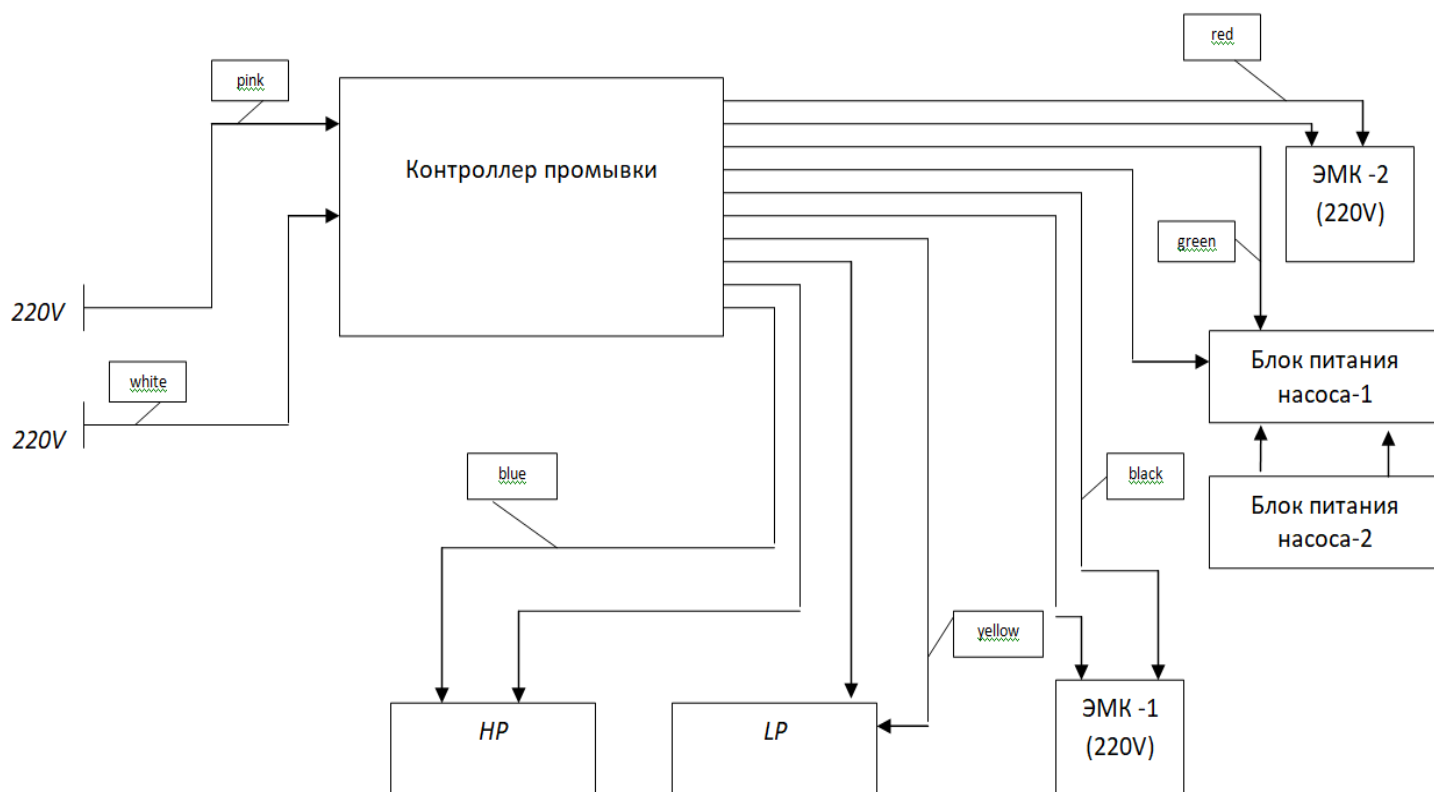 red
pink
Контроллер промывки
ЭМК -2
(220V)
green
220V
Блок питания
насоса-1
white
220V
blue
black
Блок питания
насоса-2
yellow
HP
LP
ЭМК -1
(220V)